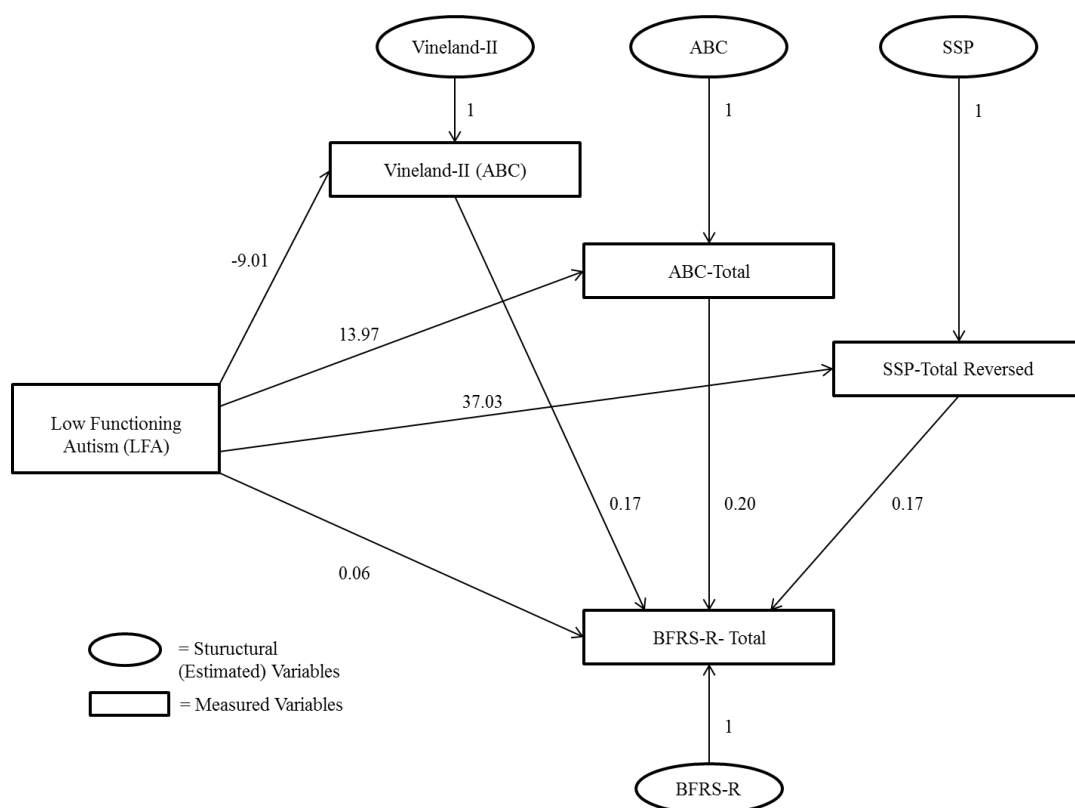 Vineland-II
ABC
SSP
1
1
1
Vineland-II (ABC)
-9.01
ABC-Total
13.97
SSP-Total Reversed
37.03
Low Functioning
Autism (LFA)
0.17
0.20
0.17
0.06
BFRS-R- Total
= Stuructural
(Estimated) Variables
= Measured Variables
1
BFRS-R